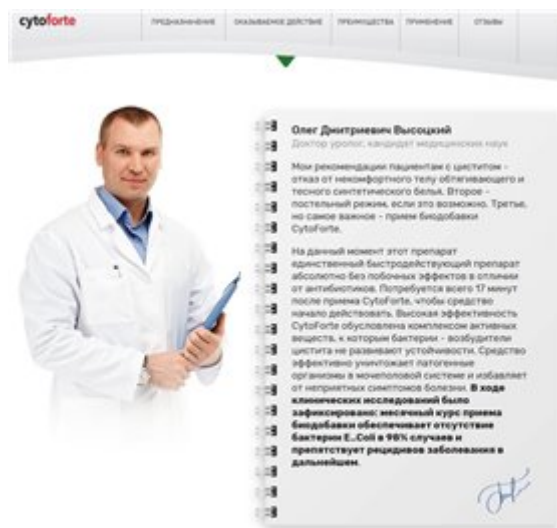 cytoforte
ПРЕДНАЗНАЧЕНИЕ
ОКАЗЫВАЕМОЕ ДЕЙСТВИЕ
ПРЕИМУЩЕСТВА
ПРИМЕНЕНИЕ
ОТЗЫВЫ
Олег Дмитриевич Высоцкий
Доктор уролог, кандидат медицинских наук
Мои рекомендации пациентам с циститом -
отказ от некомфортного телу обтягивающего и
тесного синтетического белья. Второе -
постельный режим, если это возможно. Третье,
но самое важное - прием биодобавки
CytoForte.
На данный момент этот препарат
единственный быстродействующий препарат
абсолютно без побочных эффектов в отличии
от антибиотиков. Потребуется всего 17 минут
после приема CytoForte, чтобы средство
начало действовать. Высокая эффективность
CytoForte обусловлена комплексом активных
веществ, к которым бактерии - возбудители
цистита не развивают устойчивости. Средство
эффективно уничтожает патогенные
организмы в мочеполовой системе и избавляет
от неприятных симптомов болезни. В ходе
клинических исследований было
зафиксировано: месячный курс приема
биодобавки обеспечивает отсутствие
бактерии E..Coli в 98% случаев и
препятствует рецидивов заболевания в
дальнейшем.